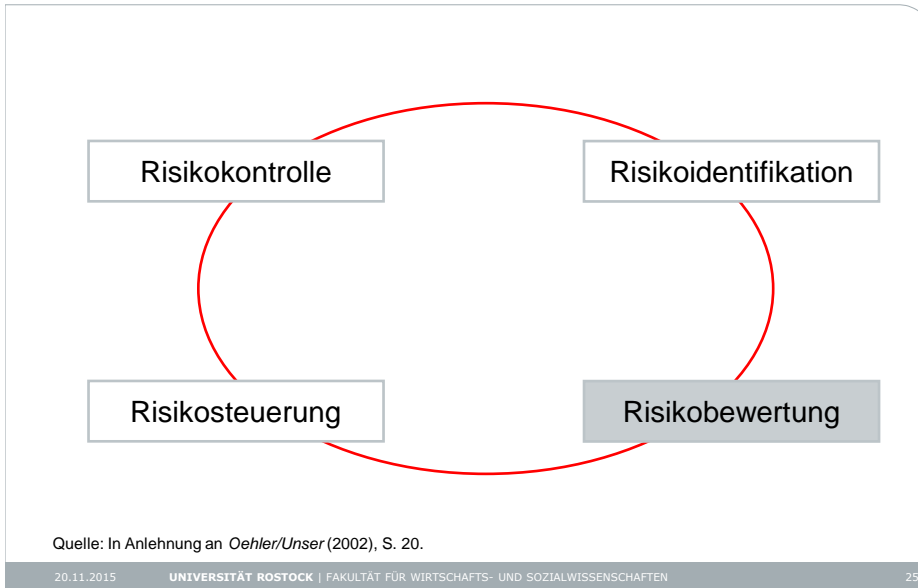 Risikokontrolle
Risikoidentifikation
Risikosteuerung
Risikobewertung
Quelle: In Anlehnung an Oehler/Unser (2002), S. 20.
20.11.2015 UNIVERSITÄT ROSTOCK | FAKULTÄT FÜR WIRTSCHAFTS- UND SOZIALWISSENSCHAFTEN 25